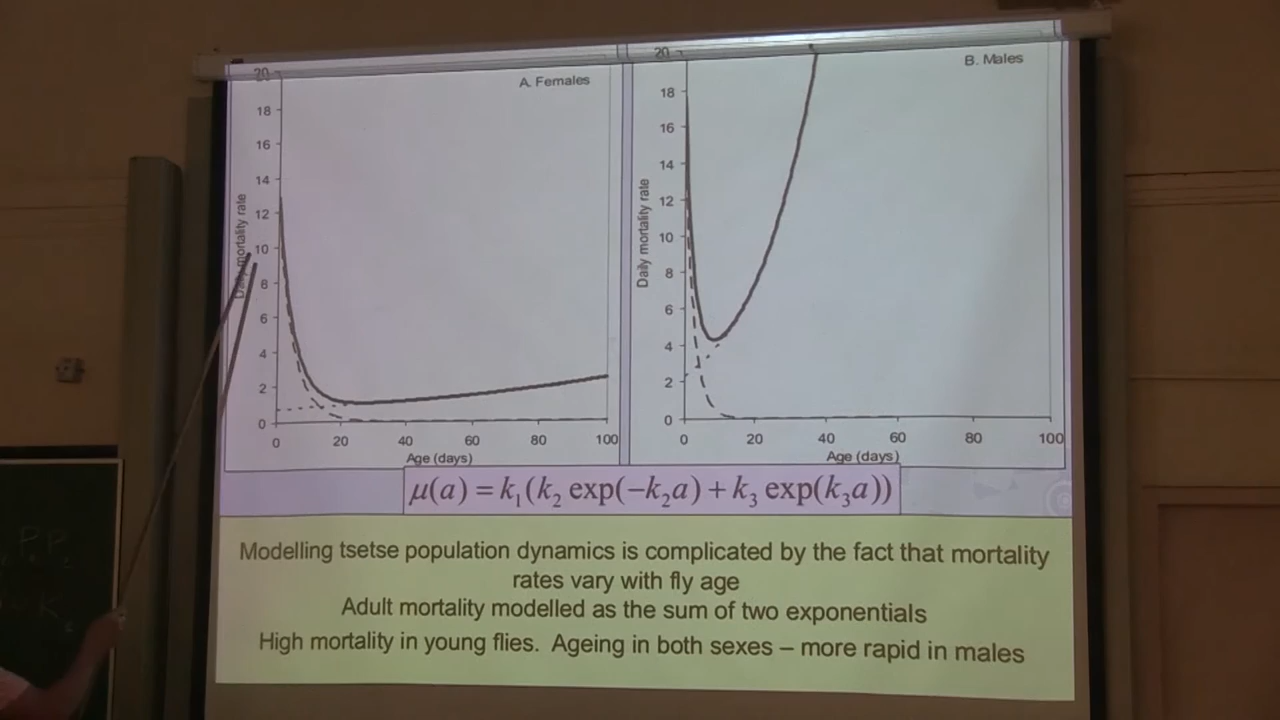 A. Females
B. Males
20
18
16
14
12
10
8
6
4
2
0
Daily mortality rate
0 20 40 60 80 100
Age (days)
20
18
16
14
12
10
8
6
4
2
0
Daily mortality rate
0 20 40 60 80 100
Age (days)
μ(a) = k₁(k₂ exp(−k₂a) + k₃ exp(k₃a))
Modelling tsetse population dynamics is complicated by the fact that mortality
rates vary with fly age
Adult mortality modelled as the sum of two exponentials
High mortality in young flies. Ageing in both sexes – more rapid in males